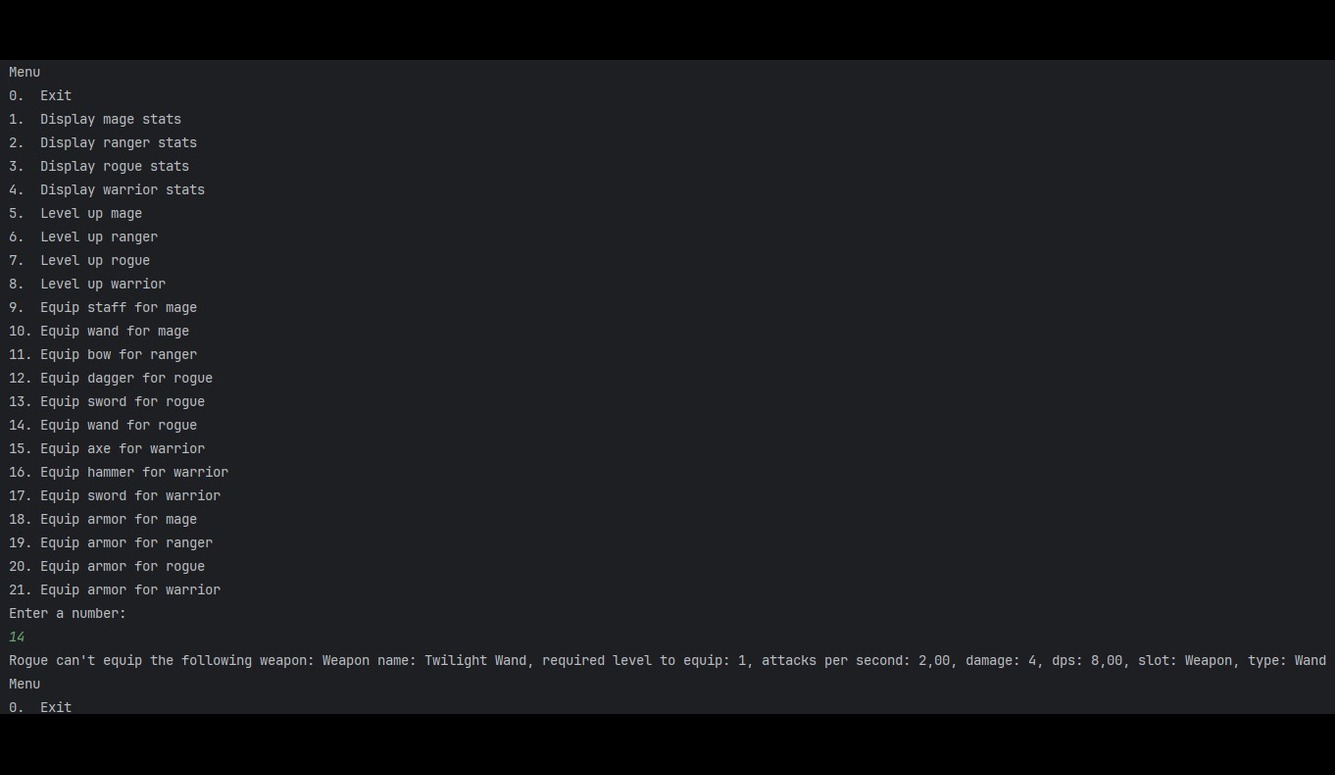 Menu
0.  Exit
1.  Display mage stats
2.  Display ranger stats
3.  Display rogue stats
4.  Display warrior stats
5.  Level up mage
6.  Level up ranger
7.  Level up rogue
8.  Level up warrior
9.  Equip staff for mage
10. Equip wand for mage
11. Equip bow for ranger
12. Equip dagger for rogue
13. Equip sword for rogue
14. Equip wand for rogue
15. Equip axe for warrior
16. Equip hammer for warrior
17. Equip sword for warrior
18. Equip armor for mage
19. Equip armor for ranger
20. Equip armor for rogue
21. Equip armor for warrior
Enter a number:
14
Rogue can't equip the following weapon: Weapon name: Twilight Wand, required level to equip: 1, attacks per second: 2,00, damage: 4, dps: 8,00, slot: Weapon, type: Wand
Menu
0.  Exit